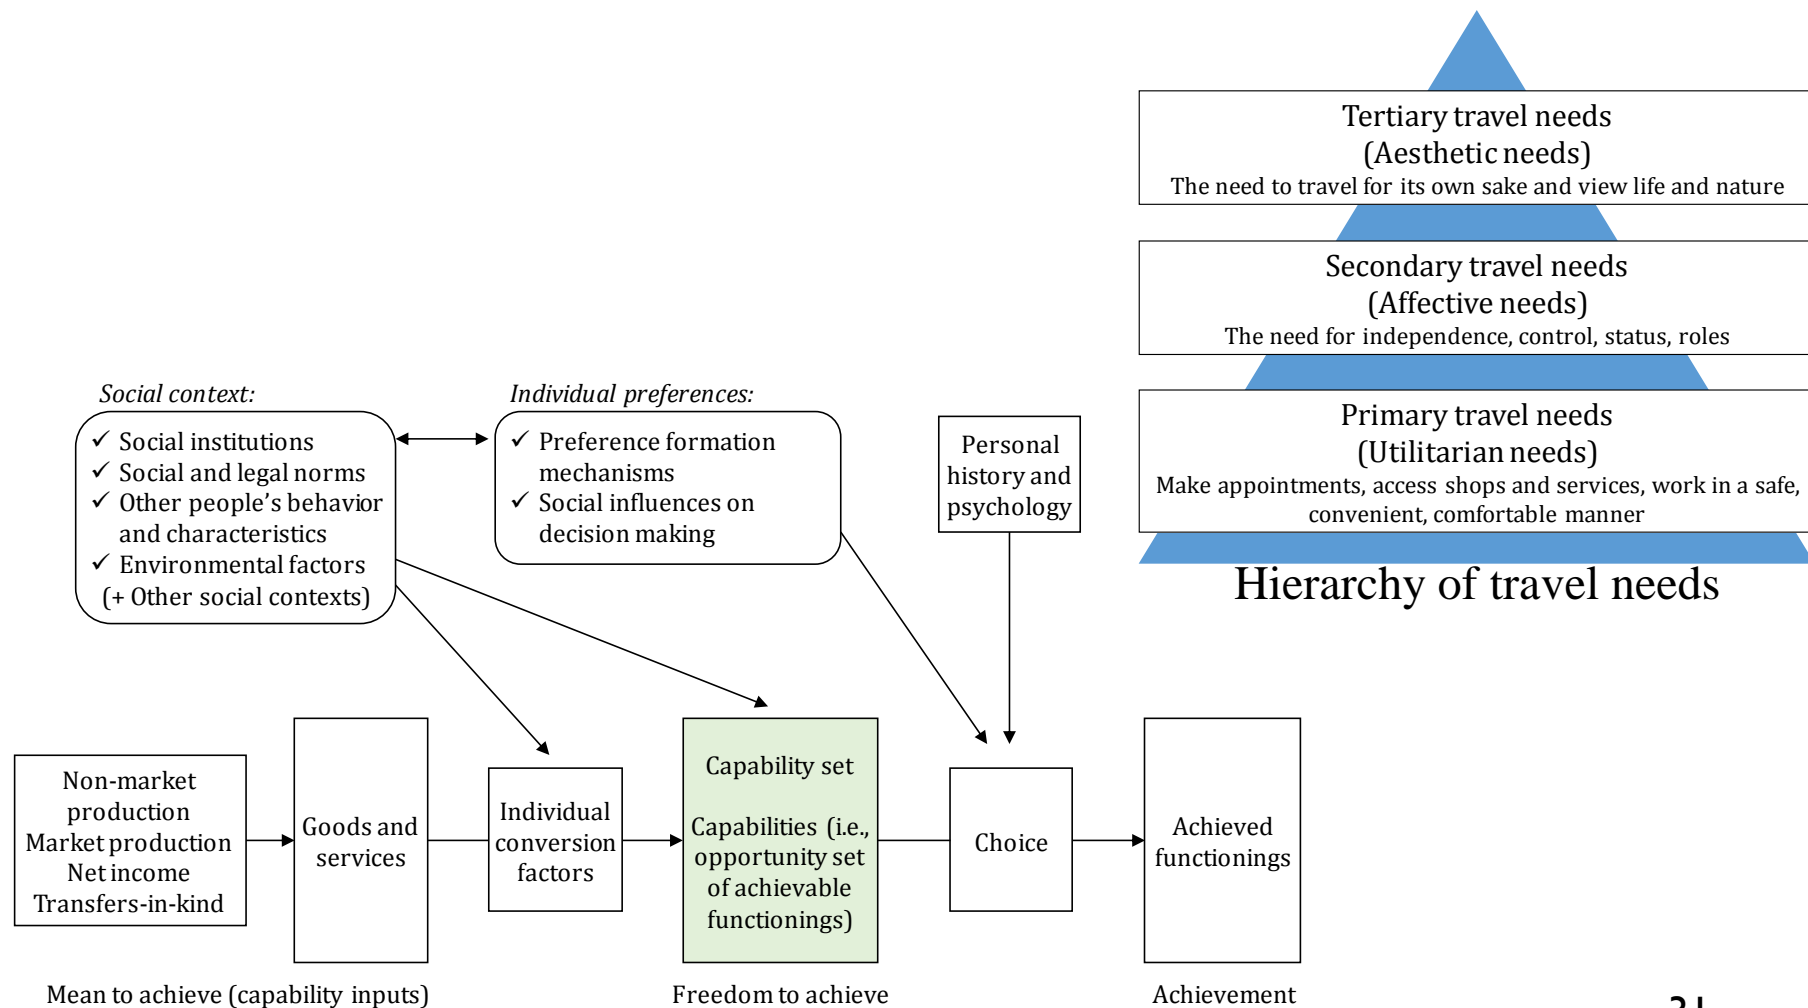 Tertiary travel needs
(Aesthetic needs)
The need to travel for its own sake and view life and nature
Secondary travel needs
(Affective needs)
The need for independence, control, status, roles
Primary travel needs
(Utilitarian needs)
Make appointments, access shops and services, work in a safe,
convenient, comfortable manner
Hierarchy of travel needs
Social context:
✓ Social institutions
✓ Social and legal norms
✓ Other people's behavior
and characteristics
✓ Environmental factors
(+ Other social contexts)
Individual preferences:
✓ Preference formation
mechanisms
✓ Social influences on
decision making
Personal
history and
psychology
Non-market
production
Market production
Net income
Transfers-in-kind
Goods and
services
Individual
conversion
factors
Capability set
Capabilities (i.e.,
opportunity set
of achievable
functionings)
Choice
Achieved
functionings
Mean to achieve (capability inputs)
Freedom to achieve
Achievement